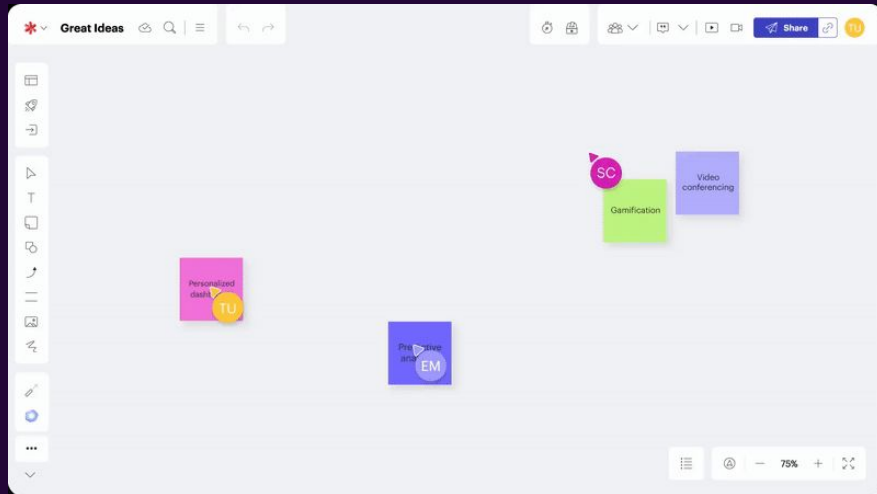 Great Ideas
Share
TU
SC
Video
conferencing
Gamification
Personalized
TU
EM
75%